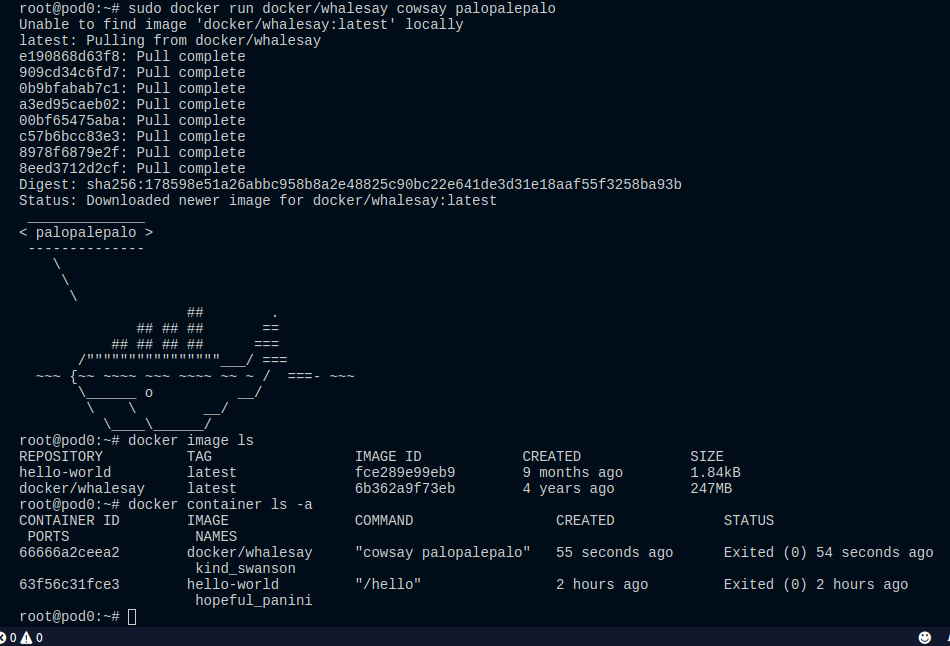 root@pod0:~# sudo docker run docker/whalesay cowsay palopalepalo
Unable to find image 'docker/whalesay:latest' locally
latest: Pulling from docker/whalesay
e190868d63f8: Pull complete
909cd34c6fd7: Pull complete
0b9bfabab7c1: Pull complete
a3ed95caeb02: Pull complete
00bf65475aba: Pull complete
c57b6bcc83e3: Pull complete
8978f6879e2f: Pull complete
8eed3712d2cf: Pull complete
Digest: sha256:178598e51a26abbc958b8a2e48825c90bc22e641de3d31e18aaf55f3258ba93b
Status: Downloaded newer image for docker/whalesay:latest
 ______________
< palopalepalo >
 --------------
    \
     \
      \
                    ##        .
              ## ## ##       ==
           ## ## ## ##      ===
       /""""""""""""""""___/ ===
  ~~~ {~~ ~~~~ ~~~ ~~~~ ~~ ~ /  ===- ~~~
       \______ o          __/
        \    \        __/
          \____\______/
root@pod0:~# docker image ls
REPOSITORY          TAG                 IMAGE ID            CREATED             SIZE
hello-world         latest              fce289e99eb9        9 months ago        1.84kB
docker/whalesay     latest              6b362a9f73eb        4 years ago         247MB
root@pod0:~# docker container ls -a
CONTAINER ID        IMAGE               COMMAND                 CREATED             STATUS
 PORTS               NAMES
66666a2ceea2        docker/whalesay     "cowsay palopalepalo"   55 seconds ago      Exited (0) 54 seconds ago
                     kind_swanson
63f56c31fce3        hello-world         "/hello"                2 hours ago         Exited (0) 2 hours ago
                     hopeful_panini
root@pod0:~#
0 0